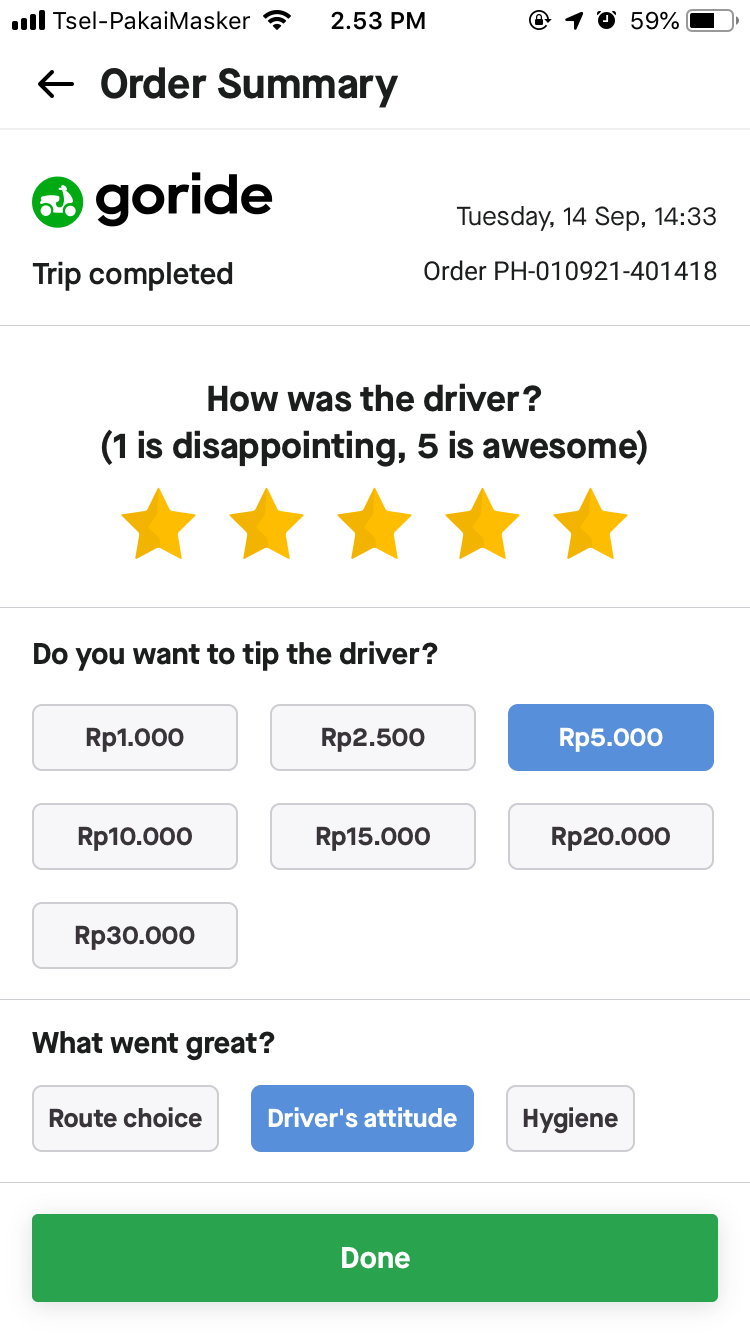 Tsel-PakaiMasker 2.53 PM 59%
Order Summary
goride
Tuesday, 14 Sep, 14:33
Trip completed
Order PH-010921-401418
How was the driver?
(1 is disappointing, 5 is awesome)
Do you want to tip the driver?
Rp1.000 Rp2.500 Rp5.000
Rp10.000 Rp15.000 Rp20.000
Rp30.000
What went great?
Route choice Driver's attitude Hygiene
Done